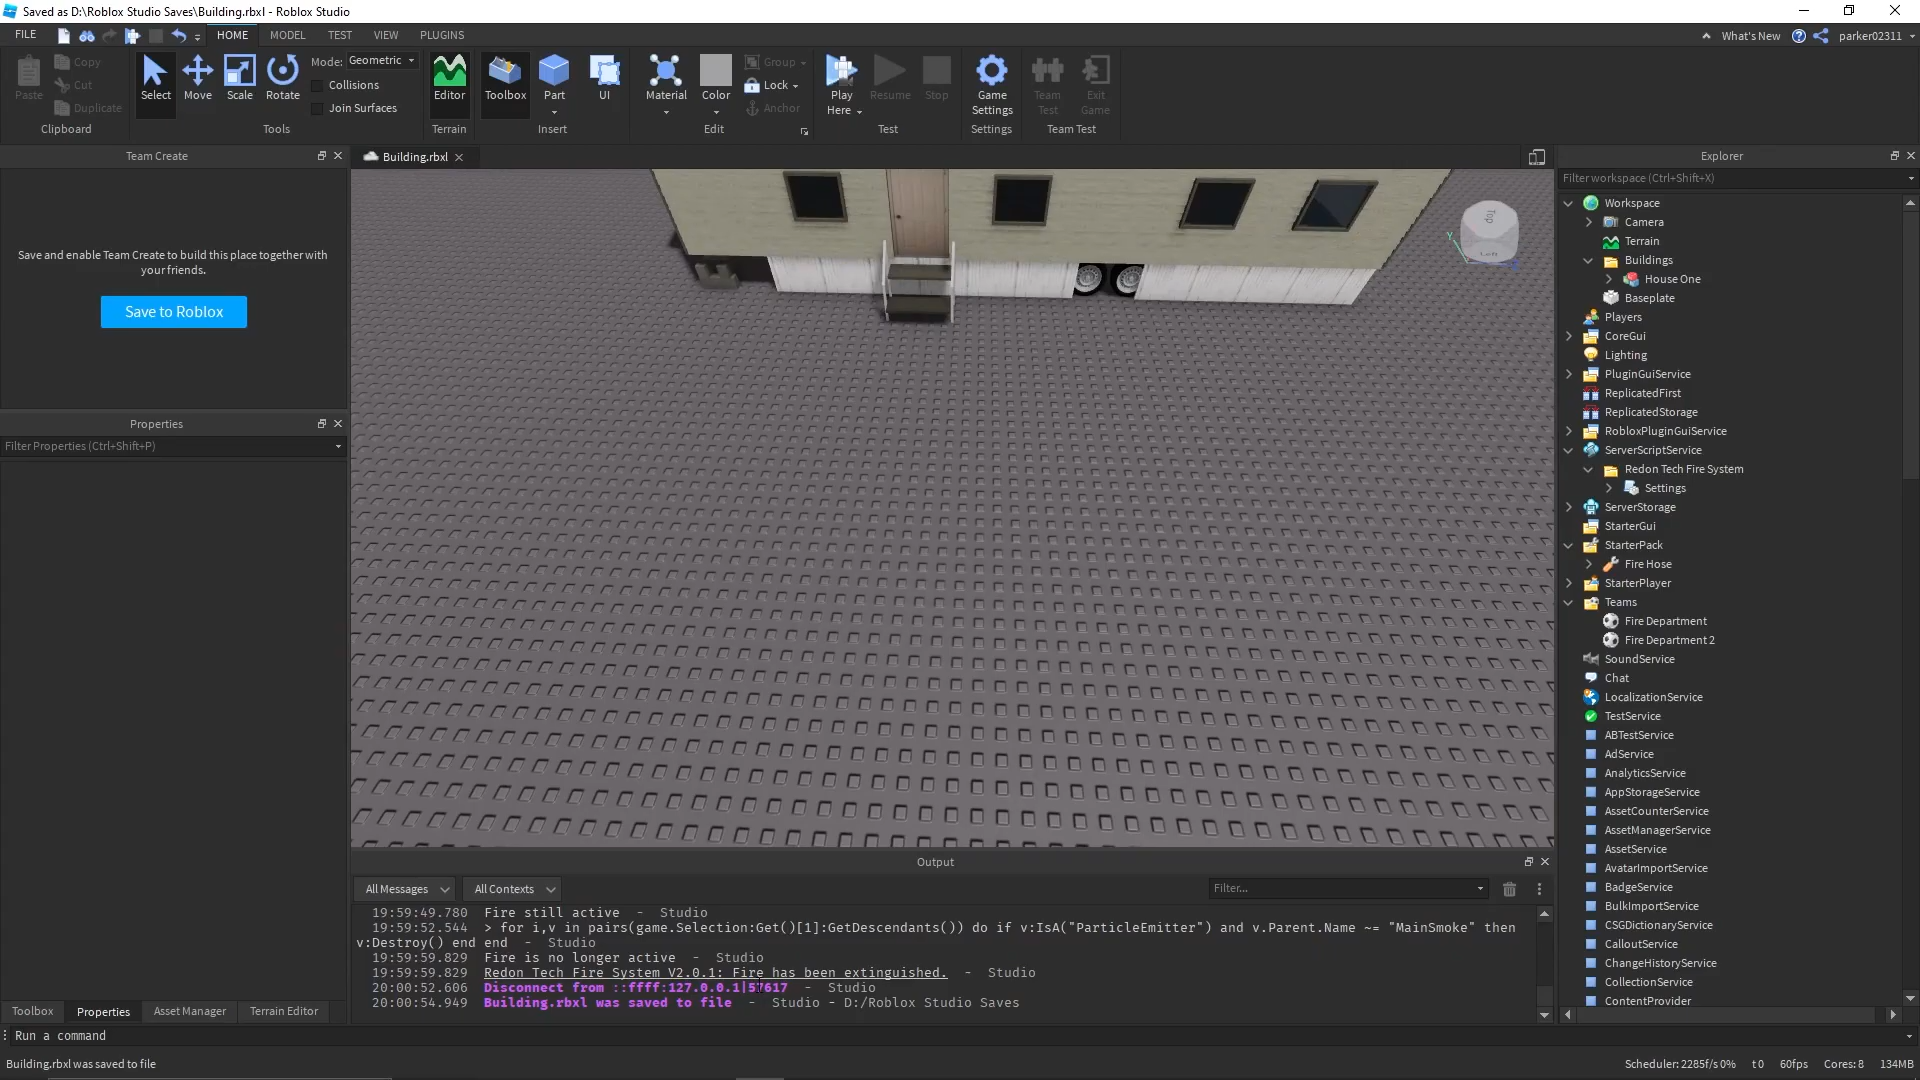 Saved as D:\Roblox Studio Saves\Building.rbxl - Roblox Studio
FILE
HOME
MODEL
TEST
VIEW
PLUGINS
What's New
parker02311
Paste
Copy
Cut
Duplicate
Clipboard
Select
Move
Scale
Rotate
Mode: Geometric
Collisions
Join Surfaces
Tools
Editor
Terrain
Toolbox
Part
UI
Insert
Material
Color
Group
Lock
Anchor
Edit
Play
Here
Resume
Stop
Test
Game
Settings
Settings
Team
Test
Exit
Game
Team Test
Team Create
Save and enable Team Create to build this place together with
your friends.
Save to Roblox
Properties
Filter Properties (Ctrl+Shift+P)
Toolbox
Properties
Asset Manager
Terrain Editor
Building.rbxl
Top
Left
Y
Output
All Messages
All Contexts
Filter...
19:59:49.780 Fire still active - Studio
19:59:52.544 > for i,v in pairs(game.Selection:Get()[1]:GetDescendants()) do if v:IsA("ParticleEmitter") and v.Parent.Name ~= "MainSmoke" then
v:Destroy() end end - Studio
19:59:59.829 Fire is no longer active - Studio
19:59:59.829 Redon Tech Fire System V2.0.1: Fire has been extinguished. - Studio
20:00:52.606 Disconnect from ::ffff:127.0.0.1|57617 - Studio
20:00:54.949 Building.rbxl was saved to file - Studio - D:/Roblox Studio Saves
Explorer
Filter workspace (Ctrl+Shift+X)
Workspace
Camera
Terrain
Buildings
House One
Baseplate
Players
CoreGui
Lighting
PluginGuiService
ReplicatedFirst
ReplicatedStorage
RobloxPluginGuiService
ServerScriptService
Redon Tech Fire System
Settings
ServerStorage
StarterGui
StarterPack
Fire Hose
StarterPlayer
Teams
Fire Department
Fire Department 2
SoundService
Chat
LocalizationService
TestService
ABTestService
AdService
AnalyticsService
AppStorageService
AssetCounterService
AssetManagerService
AssetService
AvatarImportService
BadgeService
BulkImportService
CSGDictionaryService
CalloutService
ChangeHistoryService
CollectionService
ContentProvider
Run a command
Building.rbxl was saved to file
Scheduler: 2285f/s 0%
t 0
60fps
Cores: 8
134MB